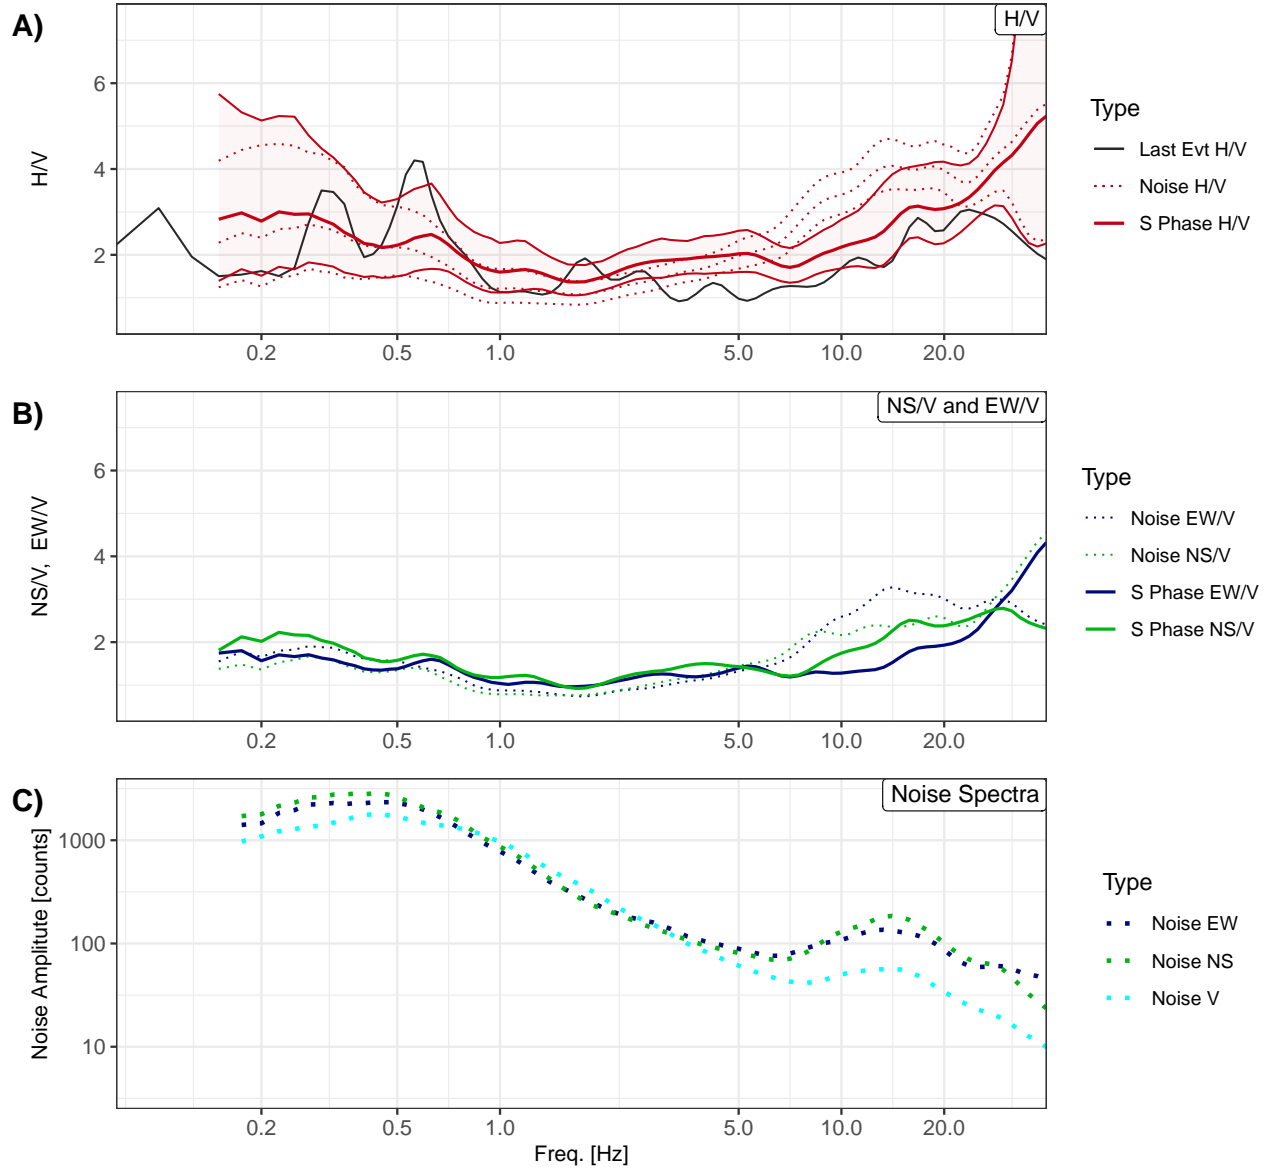 A)
H/V
6
4
2
H/V
0.2 0.5 1.0 5.0 10.0 20.0
Type
Last Evt H/V
Noise H/V
S Phase H/V
B)
NS/V and EW/V
6
4
2
NS/V, EW/V
0.2 0.5 1.0 5.0 10.0 20.0
Type
Noise EW/V
Noise NS/V
S Phase EW/V
S Phase NS/V
C)
Noise Spectra
1000
100
10
Noise Amplitute [counts]
0.2 0.5 1.0 5.0 10.0 20.0
Freq. [Hz]
Type
Noise EW
Noise NS
Noise V